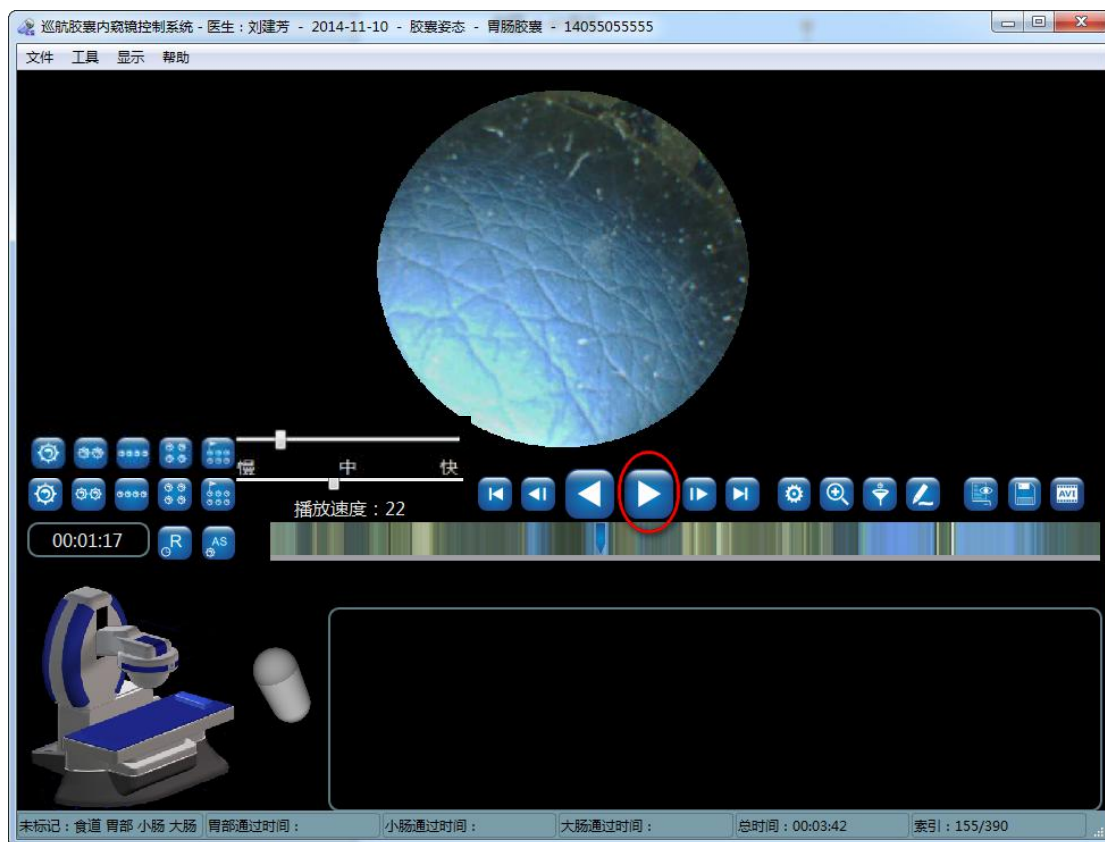 巡航胶囊内窥镜控制系统 - 医生：刘建芳 - 2014-11-10 - 胶囊姿态 - 胃肠胶囊 - 14055055555
文件 工具 显示 帮助
慢 中 快
播放速度：22
AVI
00:01:17 R AS
未标记：食道 胃部 小肠 大肠 胃部通过时间： 小肠通过时间： 大肠通过时间： 总时间：00:03:42 索引：155/390